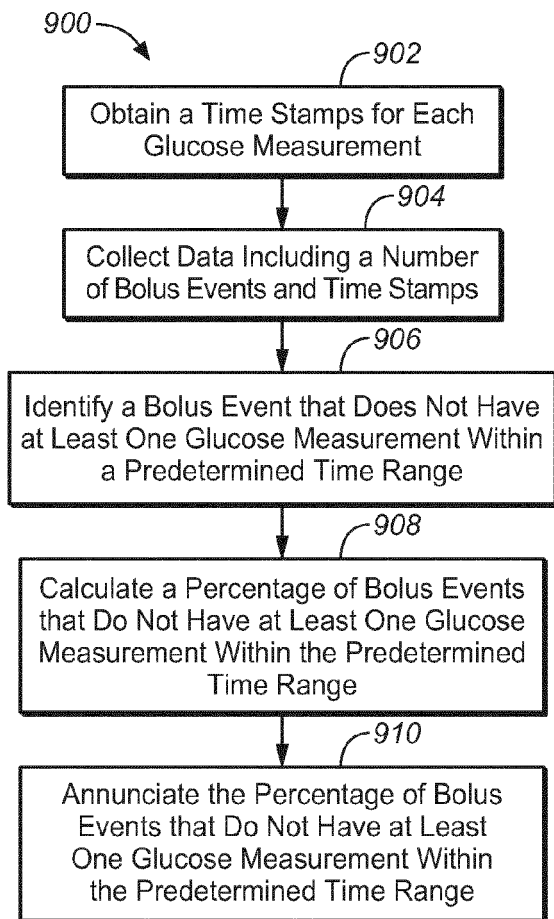 900
902
Obtain a Time Stamps for Each
Glucose Measurement
904
Collect Data Including a Number
of Bolus Events and Time Stamps
906
Identify a Bolus Event that Does Not Have
at Least One Glucose Measurement Within
a Predetermined Time Range
908
Calculate a Percentage of Bolus Events
that Do Not Have at Least One Glucose
Measurement Within the Predetermined
Time Range
910
Annunciate the Percentage of Bolus
Events that Do Not Have at Least
One Glucose Measurement Within
the Predetermined Time Range